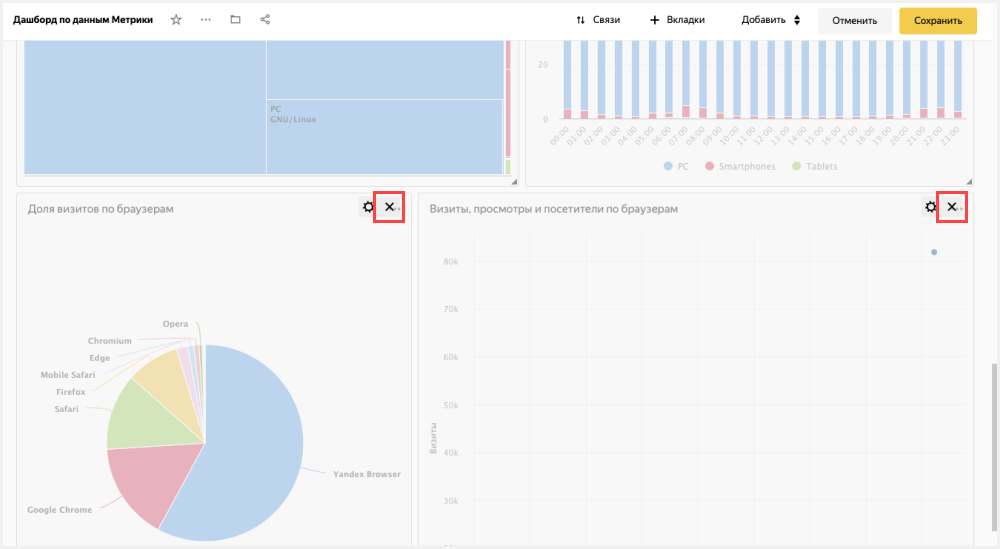 Дашборд по данным Метрики
Связи
Вкладки
Добавить
Отменить
Сохранить
PC
GNU/Linux
20
0
00:00 01:00 02:00 03:00 04:00 05:00 06:00 07:00 08:00 09:00 10:00 11:00 12:00 13:00 14:00 15:00 16:00 17:00 18:00 19:00 20:00 21:00 22:00 23:00
PC Smartphones Tablets
Доля визитов по браузерам
Opera
Chromium
Edge
Mobile Safari
Firefox
Safari
Yandex Browser
Google Chrome
Визиты, просмотры и посетители по браузерам
80k
70k
60k
50k
40k
30k
Визиты